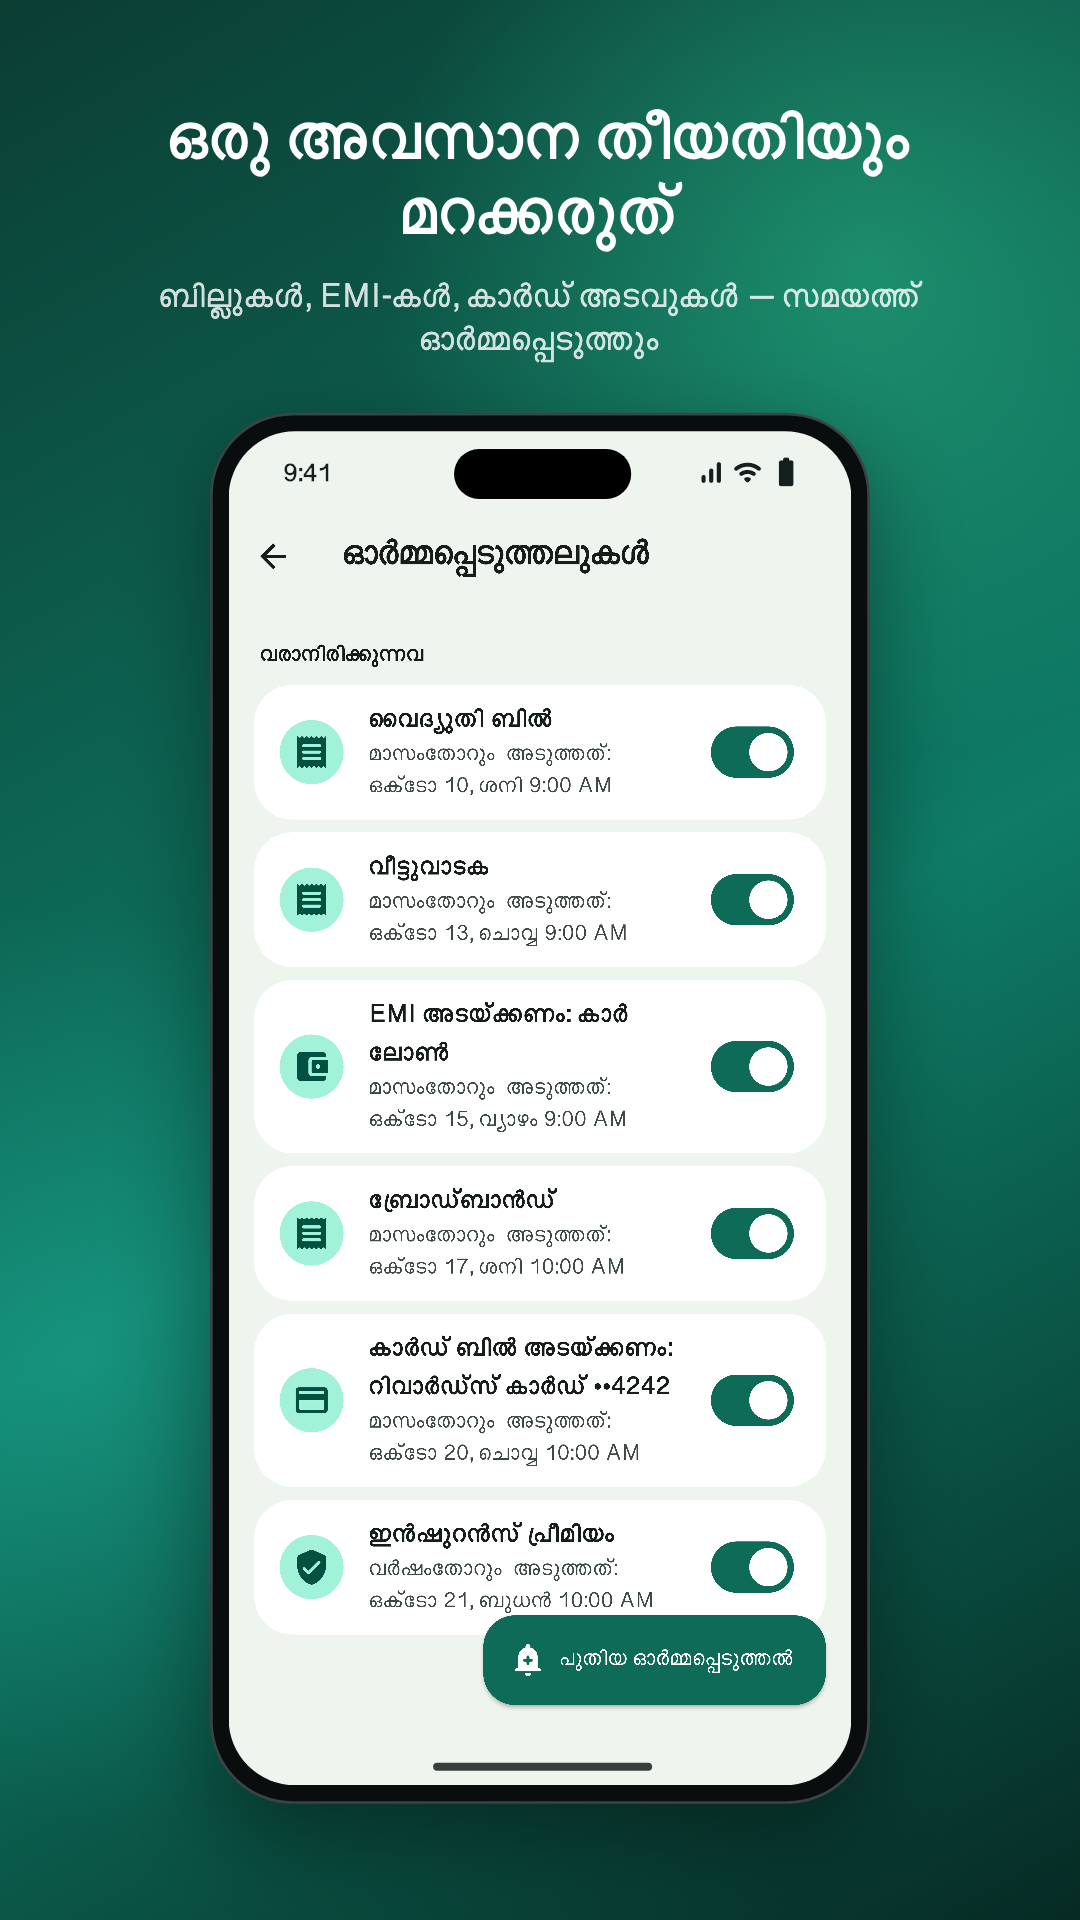 ഒരു അവസാന തീയതിയും
മറക്കരുത്
ബില്ലുകൾ, EMI-കൾ, കാർഡ് അടവുകൾ — സമയത്ത്
ഓർമ്മപ്പെടുത്തും
9:41
ഓർമ്മപ്പെടുത്തലുകൾ
വരാനിരിക്കുന്നവ
വൈദ്യുതി ബിൽ
മാസംതോറും അടുത്തത്:
ഒക്ടോ 10, ശനി 9:00 AM
വീട്ടുവാടക
മാസംതോറും അടുത്തത്:
ഒക്ടോ 13, ചൊവ്വ 9:00 AM
EMI അടയ്ക്കണം: കാർ
ലോൺ
മാസംതോറും അടുത്തത്:
ഒക്ടോ 15, വ്യാഴം 9:00 AM
ബ്രോഡ്ബാൻഡ്
മാസംതോറും അടുത്തത്:
ഒക്ടോ 17, ശനി 10:00 AM
കാർഡ് ബിൽ അടയ്ക്കണം:
റിവാർഡ്സ് കാർഡ് ••4242
മാസംതോറും അടുത്തത്:
ഒക്ടോ 20, ചൊവ്വ 10:00 AM
ഇൻഷുറൻസ് പ്രീമിയം
വർഷംതോറും അടുത്തത്:
ഒക്ടോ 21, ബുധൻ 10:00 AM
പുതിയ ഓർമ്മപ്പെടുത്തൽ